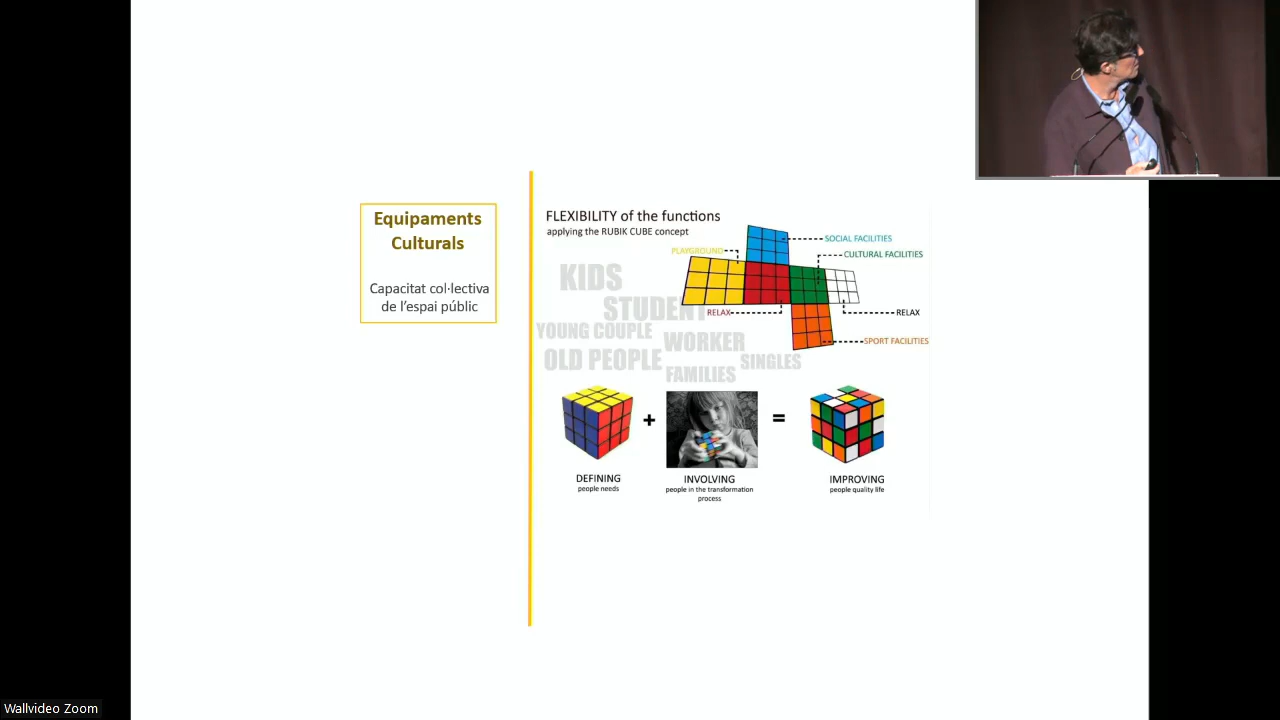 Equipaments
Culturals
Capacitat col·lectiva
de l'espai públic
FLEXIBILITY of the functions
applying the RUBIK CUBE concept
PLAYGROUND
SOCIAL FACILITIES
CULTURAL FACILITIES
RELAX
RELAX
SPORT FACILITIES
KIDS
STUDENT
YOUNG COUPLE
WORKER
OLD PEOPLE
SINGLES
FAMILIES
+
=
DEFINING
people needs
INVOLVING
people in the transformation
process
IMPROVING
people quality life
Wallvideo Zoom